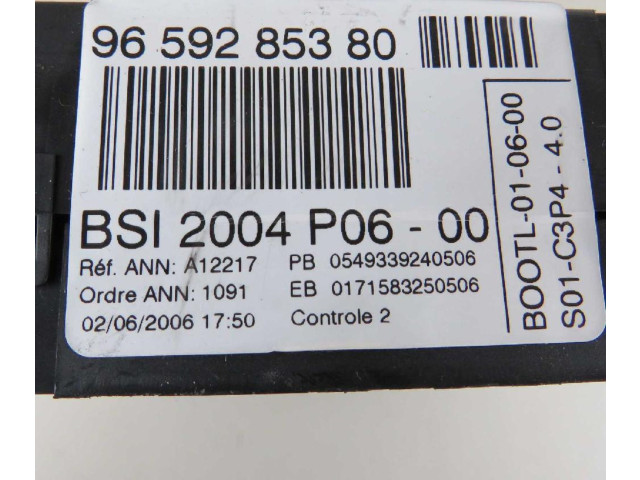 96 592 853 80
BSI 2004 P06 - 00
Réf. ANN: A12217 PB 0549339240506
Ordre ANN: 1091 EB 0171583250506
02/06/2006 17:50 Controle 2
BOOTL-01-06-00
S01-C3P4 - 4.0